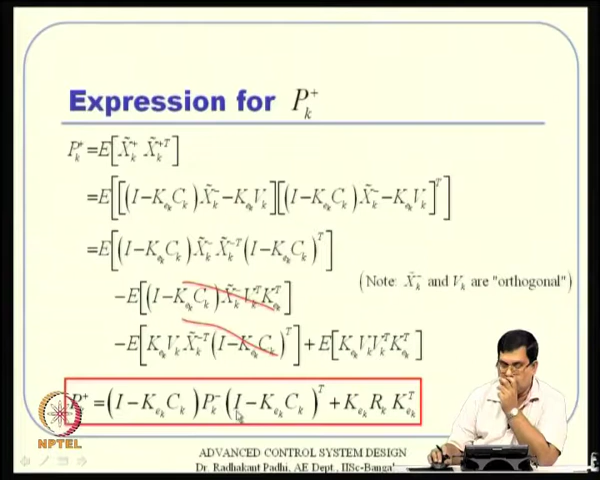 Expression for P_k^+
P_k^+ = E[X̃_k^+ X̃_k^{+T}]
= E[[(I−K_{e_k}C_k)X̃_k^- −K_{e_k}V_k][(I−K_{e_k}C_k)X̃_k^- −K_{e_k}V_k]^T]
= E[(I−K_{e_k}C_k)X̃_k^- X̃_k^{-T}(I−K_{e_k}C_k)^T]
−E[(I−K_{e_k}C_k)X̃_k^- V_k^T K_{e_k}^T] (Note: X̃_k^- and V_k are "orthogonal")
−E[K_{e_k}V_k X̃_k^{-T}(I−K_{e_k}C_k)^T] + E[K_{e_k}V_k V_k^T K_{e_k}^T]
P_k^+ = (I−K_{e_k}C_k)P_k^-(I−K_{e_k}C_k)^T + K_{e_k}R_k K_{e_k}^T
NPTEL
ADVANCED CONTROL SYSTEM DESIGN
Dr. Radhakant Padhi, AE Dept., IISc-Banga